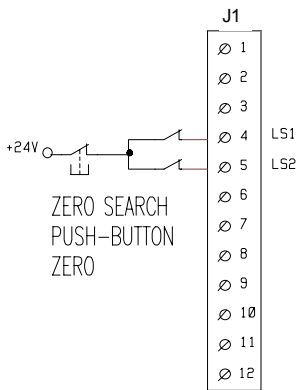 J1
1
2
3
4 LS1
+24V
5 LS2
ZERO SEARCH
PUSH-BUTTON
ZERO
6
7
8
9
10
11
12